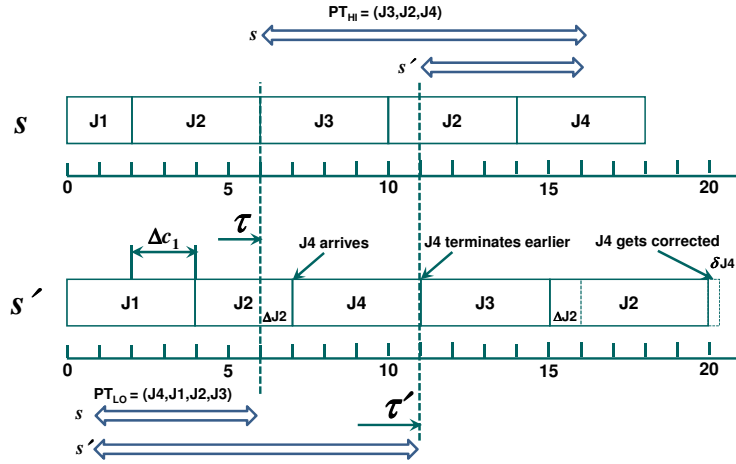 PT_HI = (J3,J2,J4)
s
s′
s J1 J2 J3 J2 J4
0 5 10 15 20
τ
Δc₁
J4 arrives
J4 terminates earlier
J4 gets corrected
δJ4
s′ J1 J2 ΔJ2 J4 J3 ΔJ2 J2
0 5 10 15 20
PT_LO = (J4,J1,J2,J3)
s
τ′
s′